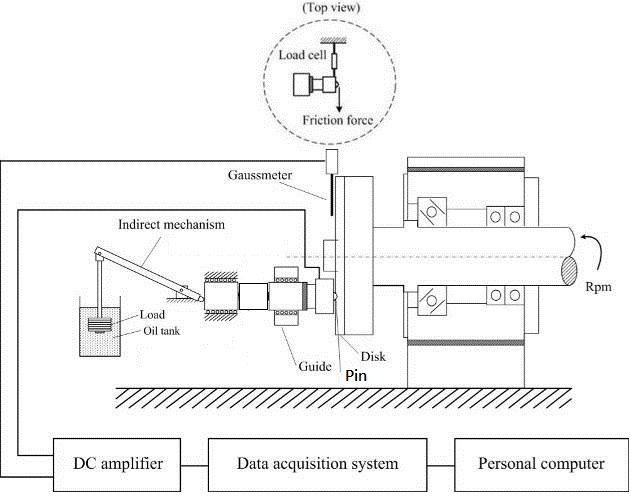 (Top view)
Load cell
Friction force
Gaussmeter
Indirect mechanism
Rpm
Load
Oil tank
Guide
Disk
Pin
DC amplifier
Data acquisition system
Personal computer